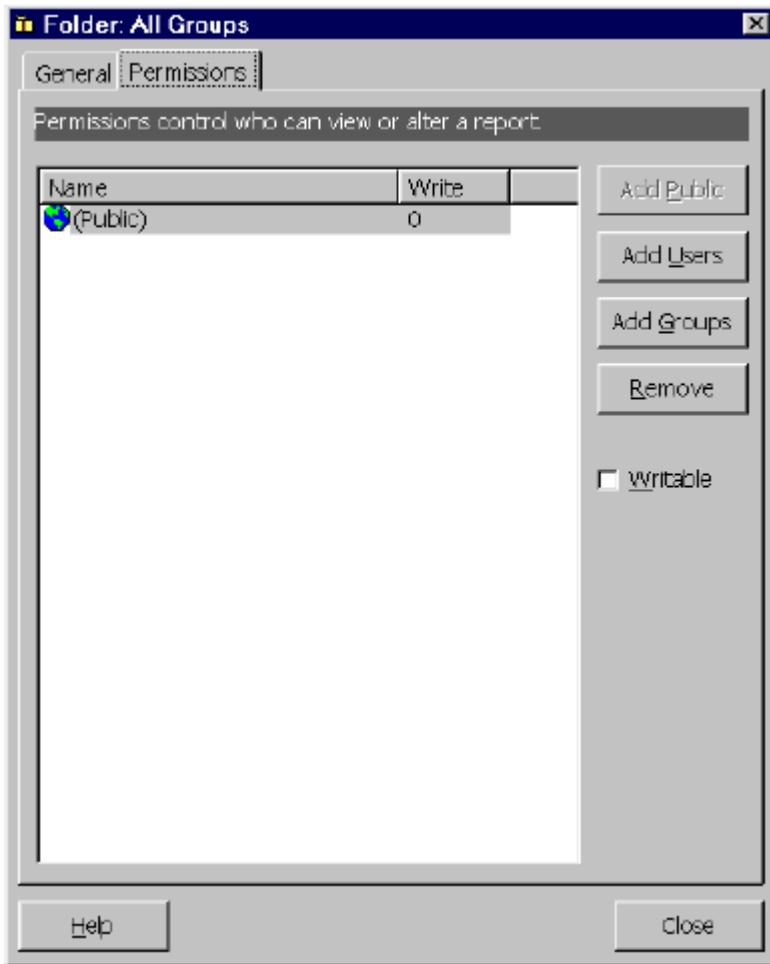 Folder: All Groups
General Permissions
Permissions control who can view or alter a report.
Name Write
(Public) 0
Add Public
Add Users
Add Groups
Remove
Writable
Help Close